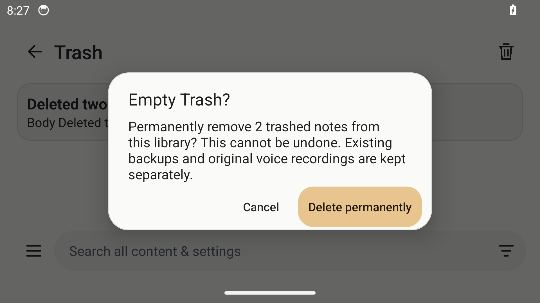 8:27
Trash
Deleted two
Body Deleted t
Empty Trash?
Permanently remove 2 trashed notes from
this library? This cannot be undone. Existing
backups and original voice recordings are kept
separately.
Cancel
Delete permanently
Search all content & settings